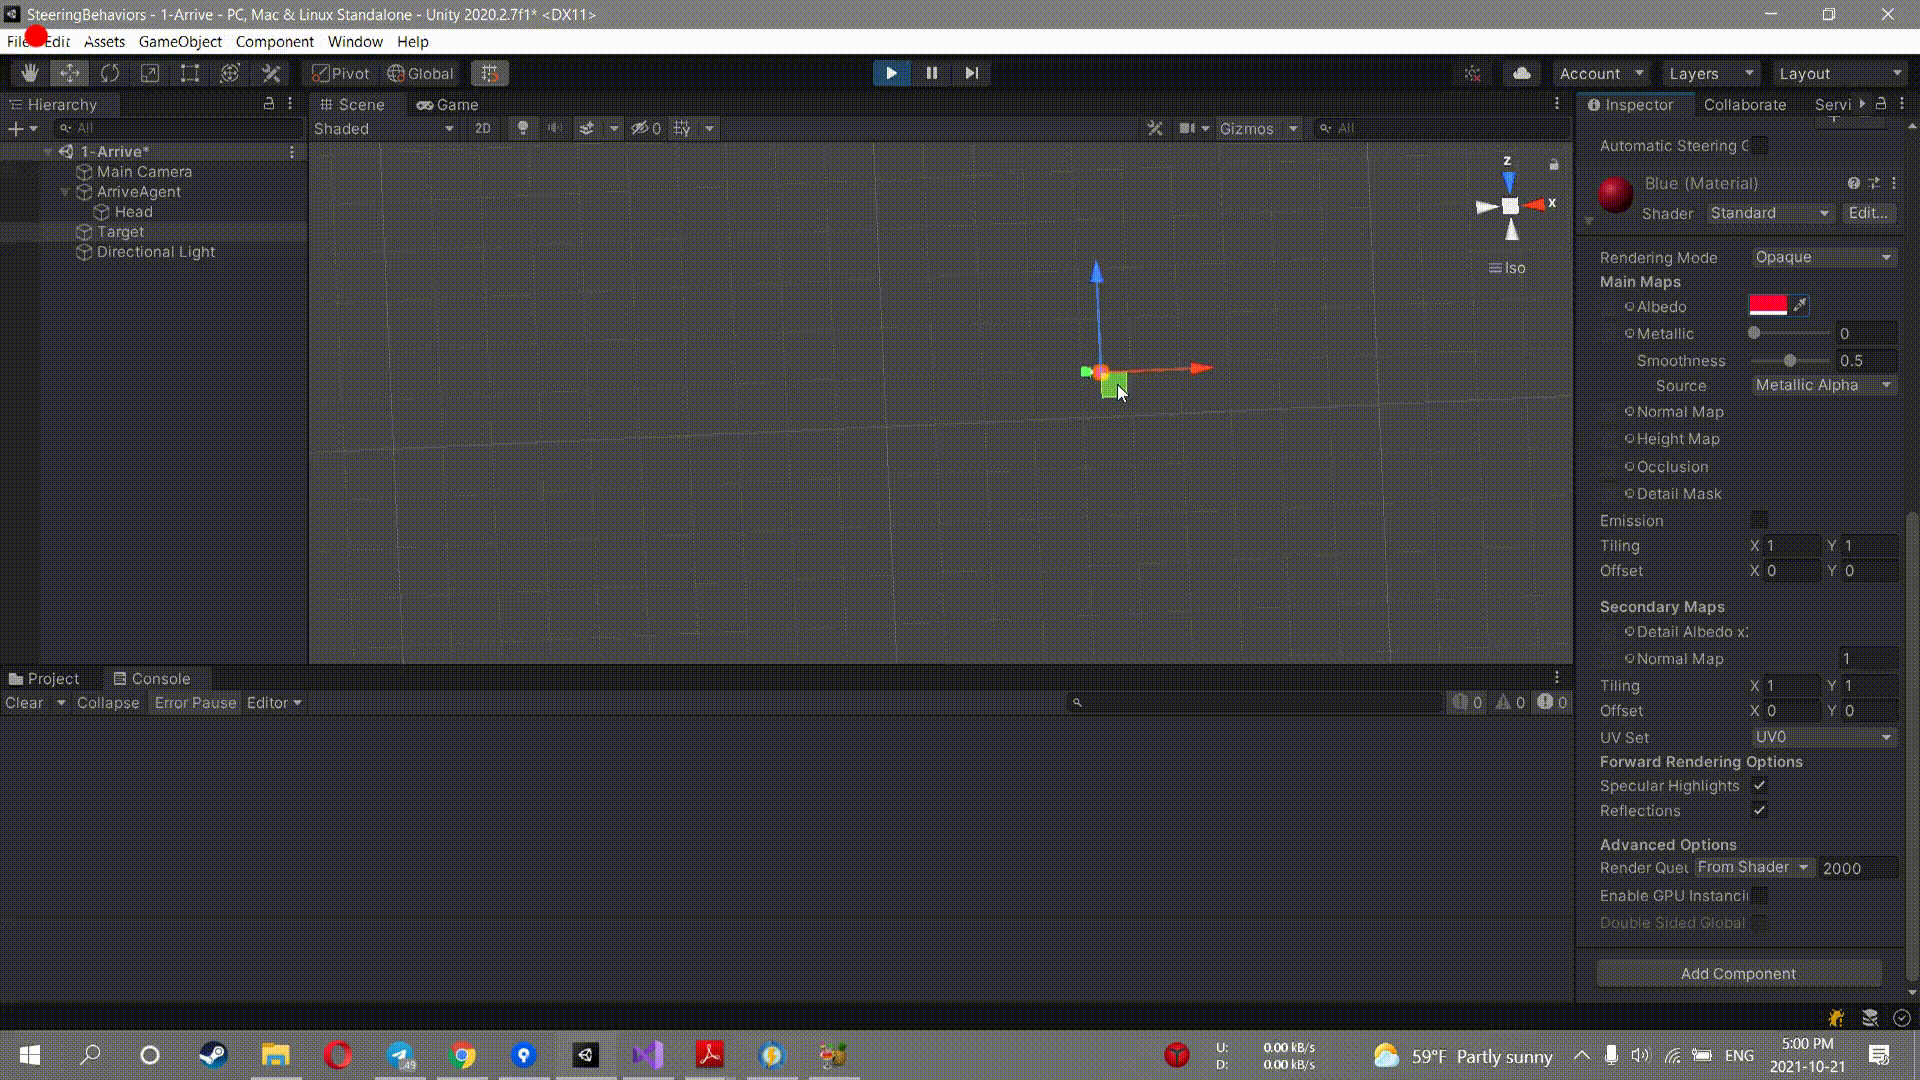 SteeringBehaviors - 1-Arrive - PC, Mac & Linux Standalone - Unity 2020.2.7f1* <DX11>
File Edit Assets GameObject Component Window Help
Pivot Global Account Layers Layout
Hierarchy
All
1-Arrive*
Main Camera
ArriveAgent
Head
Target
Directional Light
Scene Game
Shaded 2D 0 Gizmos All
z
x
Iso
Inspector Collaborate Servi
Automatic Steering G
Blue (Material)
Shader Standard Edit...
Rendering Mode Opaque
Main Maps
Albedo
Metallic 0
Smoothness 0.5
Source Metallic Alpha
Normal Map
Height Map
Occlusion
Detail Mask
Emission
Tiling X 1 Y 1
Offset X 0 Y 0
Secondary Maps
Detail Albedo x:
Normal Map 1
Tiling X 1 Y 1
Offset X 0 Y 0
UV Set UV0
Forward Rendering Options
Specular Highlights
Reflections
Advanced Options
Render Queu From Shader 2000
Enable GPU Instanci
Double Sided Global
Add Component
Project Console
Clear Collapse Error Pause Editor 0 0 0
49
U: 0.00 kB/s
D: 0.00 kB/s
59°F Partly sunny
ENG
5:00 PM
2021-10-21